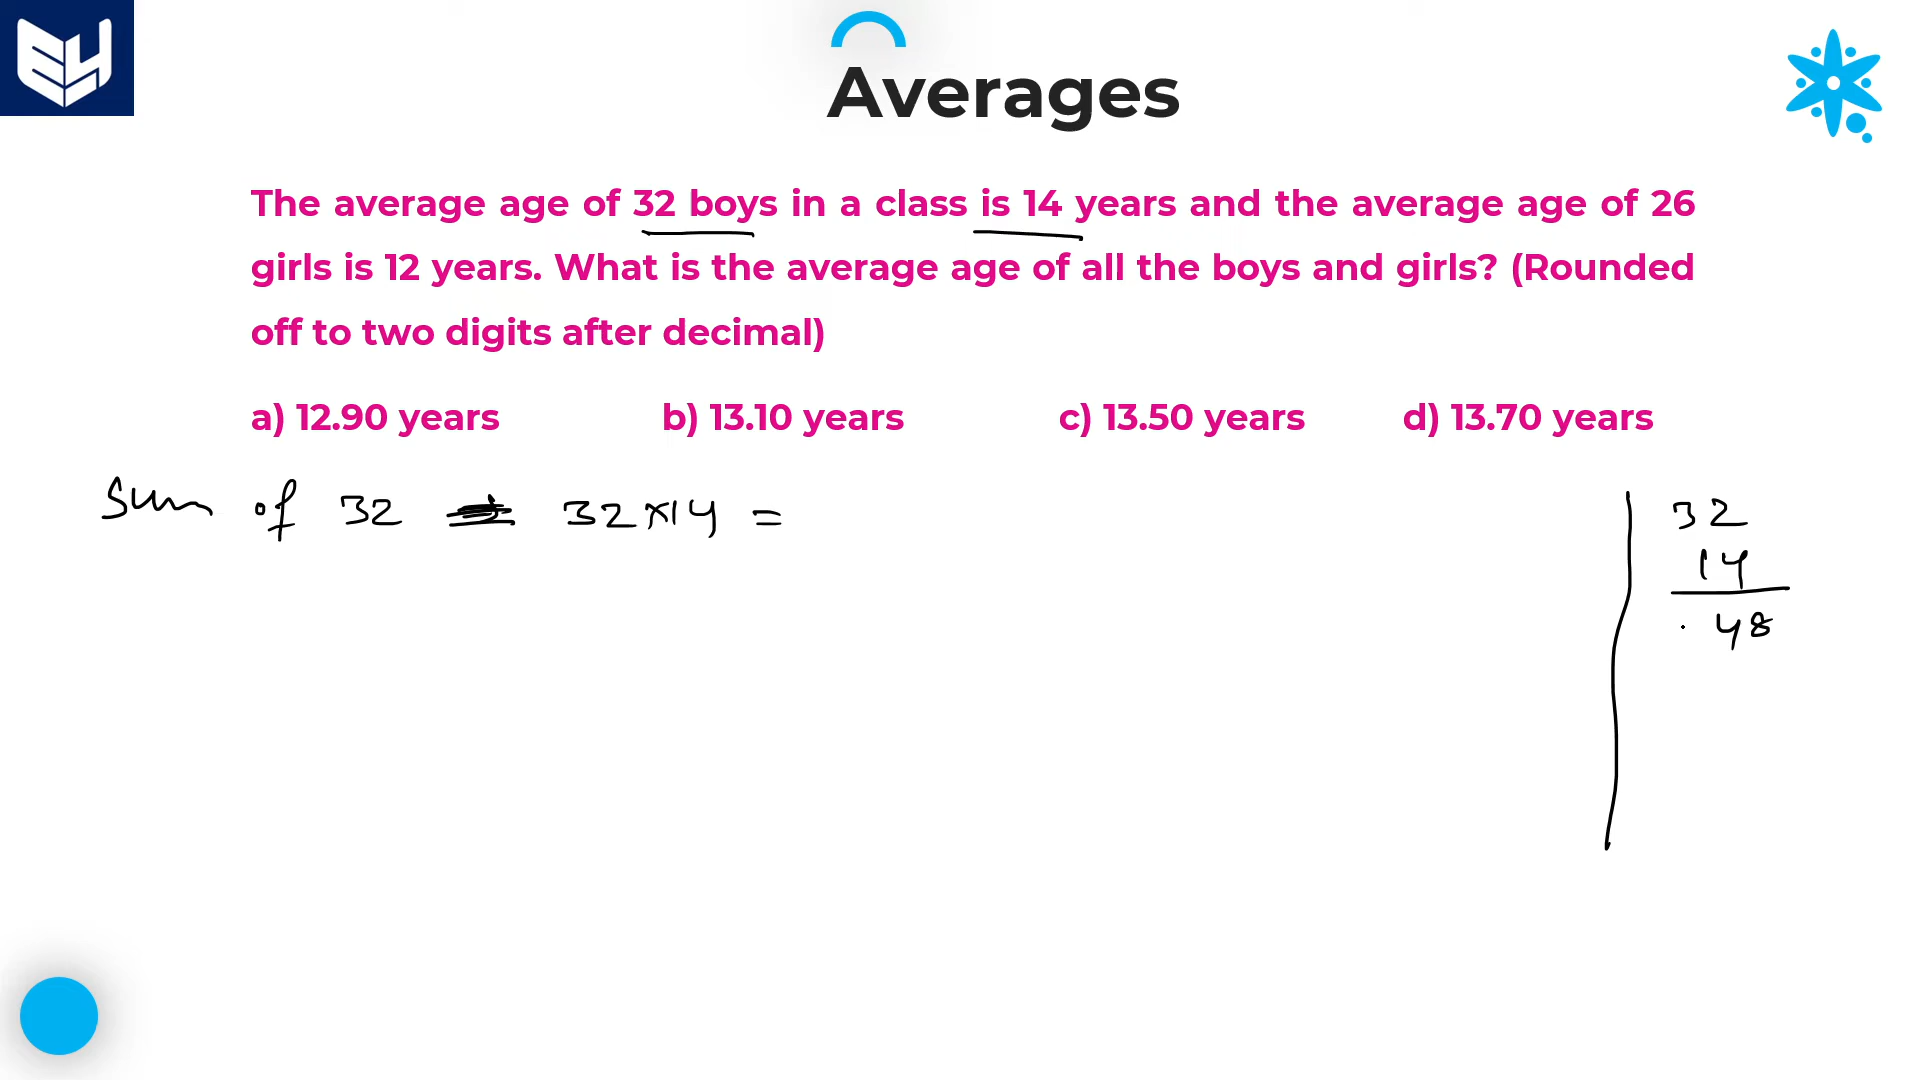 Averages
The average age of 32 boys in a class is 14 years and the average age of 26
girls is 12 years. What is the average age of all the boys and girls? (Rounded
off to two digits after decimal)
a) 12.90 years b) 13.10 years c) 13.50 years d) 13.70 years
Sum of 32 32×14 =
32
14
48